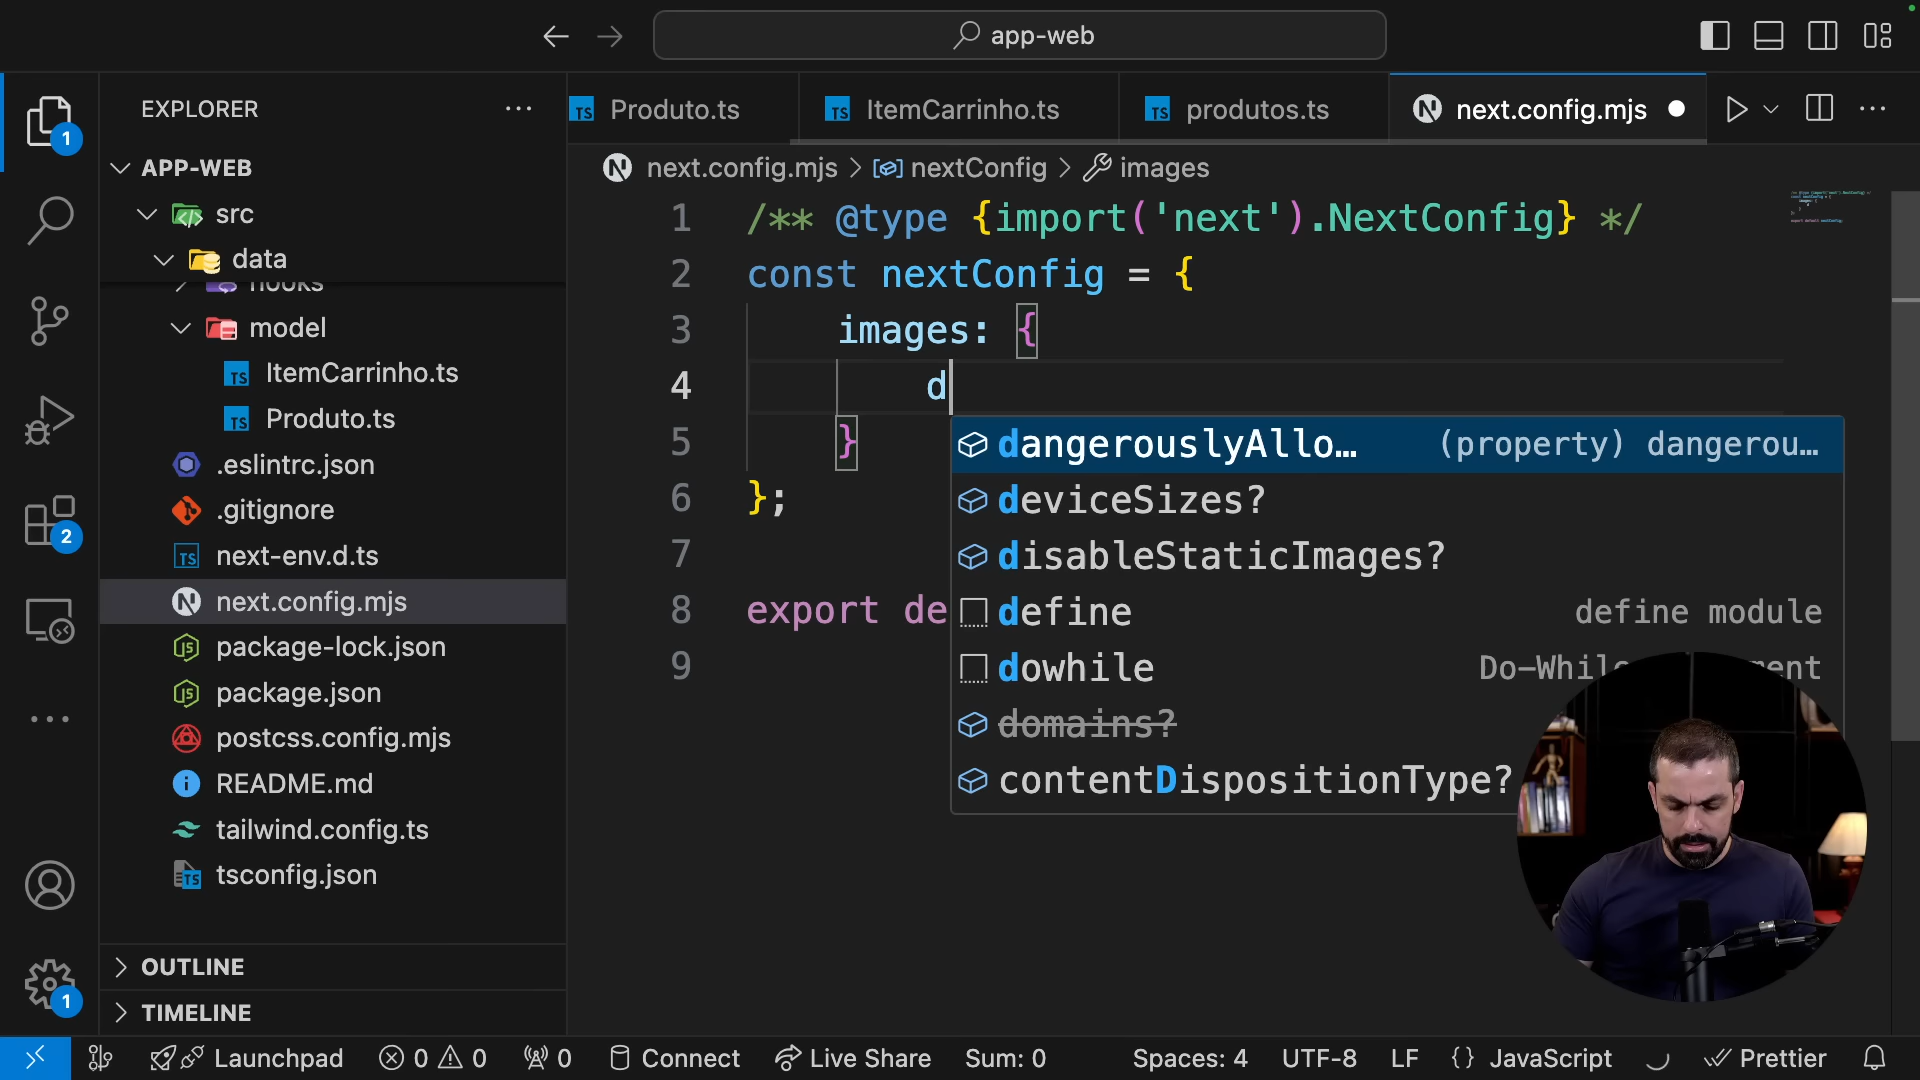 app-web
EXPLORER
APP-WEB
src
data
hooks
model
ItemCarrinho.ts
Produto.ts
.eslintrc.json
.gitignore
next-env.d.ts
next.config.mjs
package-lock.json
package.json
postcss.config.mjs
README.md
tailwind.config.ts
tsconfig.json
OUTLINE
TIMELINE
1
2
1
Produto.ts
ItemCarrinho.ts
produtos.ts
next.config.mjs
next.config.mjs > nextConfig > images
1 /** @type {import('next').NextConfig} */
2 const nextConfig = {
3 images: {
4 d
5 }
6 };
7
8 export de
9
dangerouslyAllo… (property) dangerou…
deviceSizes?
disableStaticImages?
define define module
dowhile
domains?
contentDispositionType?
Launchpad 0 0 0 Connect Live Share Sum: 0 Spaces: 4 UTF-8 LF {} JavaScript Prettier